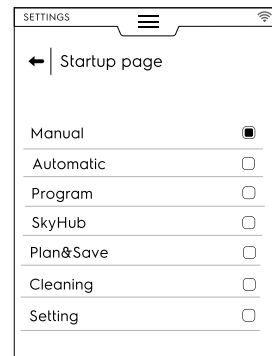 SETTINGS
Startup page
Manual
Automatic
Program
SkyHub
Plan&Save
Cleaning
Setting